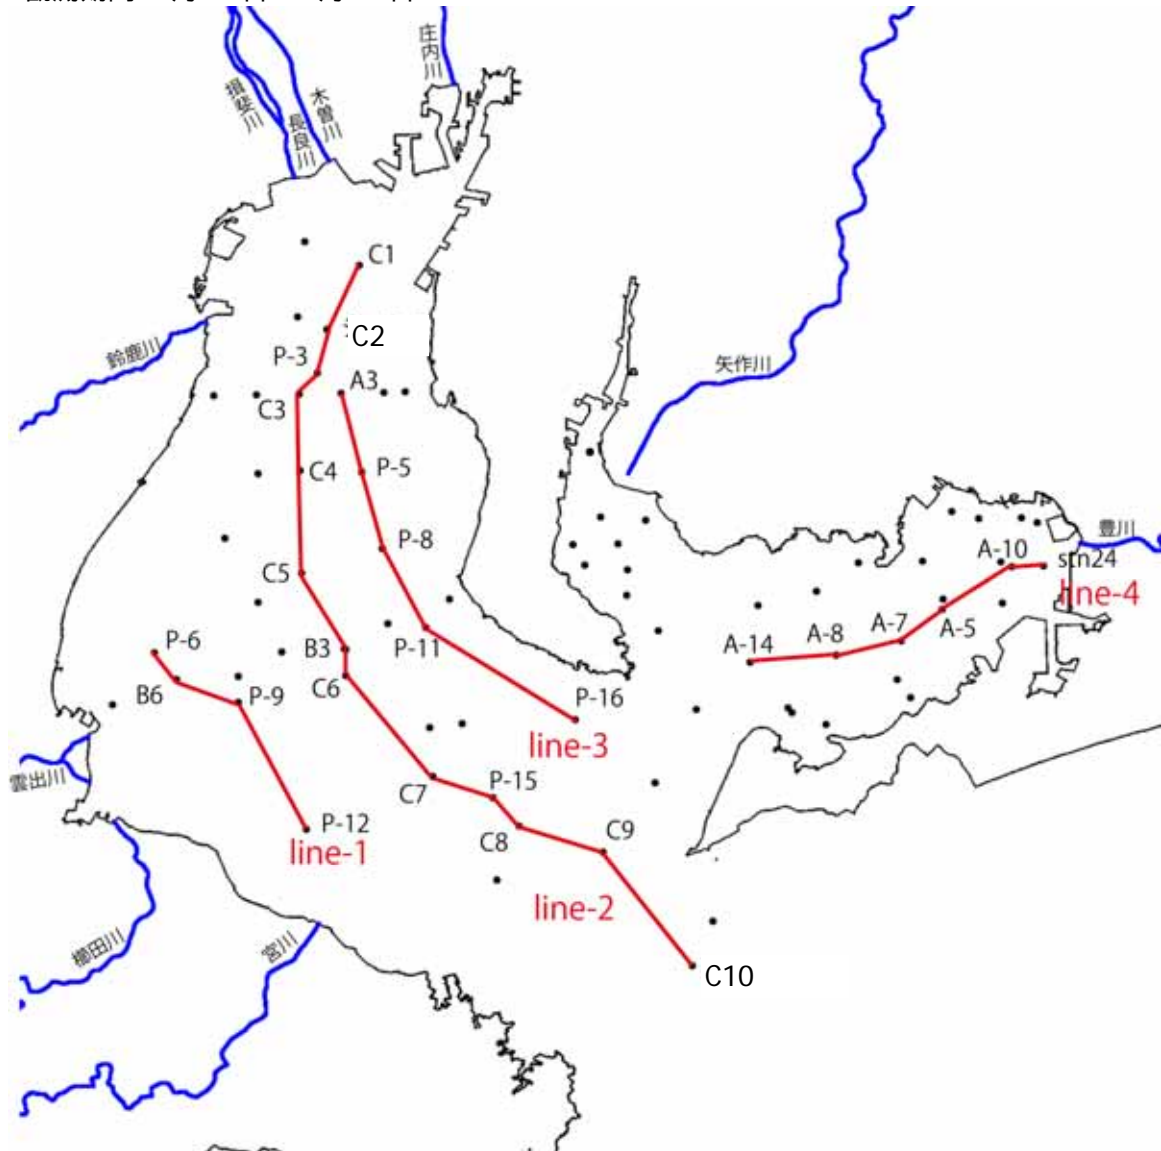 庄内川
揖斐川
木曽川
長良川
C1
C2
鈴鹿川
P-3
矢作川
A3
C3
C4
P-5
豊川
P-8
A-10
stn24
C5
line-4
A-7
A-5
P-6
B3
P-11
A-14
A-8
B6
P-9
C6
P-16
line-3
雲出川
C7
P-15
P-12
C8
C9
line-1
line-2
櫛田川
宮川
C10